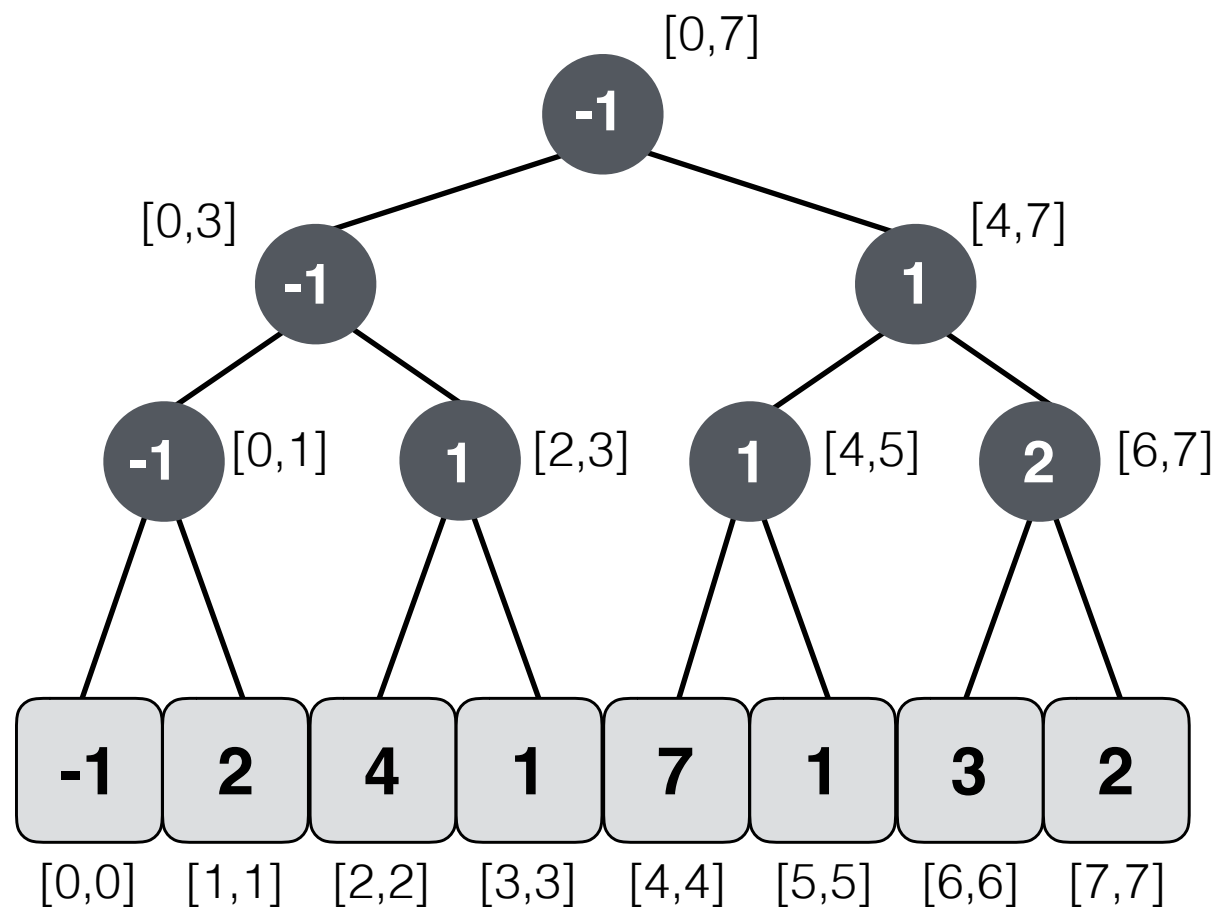 [0,7]
-1
[0,3]
[4,7]
-1
1
-1 [0,1] 1 [2,3] 1 [4,5] 2 [6,7]
-1 2 4 1 7 1 3 2
[0,0] [1,1] [2,2] [3,3] [4,4] [5,5] [6,6] [7,7]